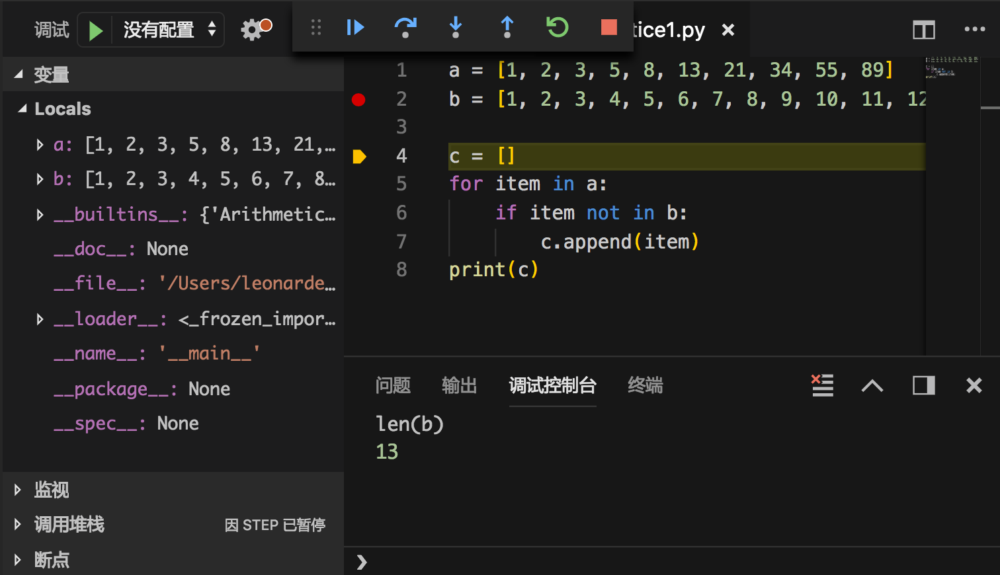 调试 没有配置
tice1.py
变量
Locals
a: [1, 2, 3, 5, 8, 13, 21,…
b: [1, 2, 3, 4, 5, 6, 7, 8…
__builtins__: {'Arithmetic…
__doc__: None
__file__: '/Users/leonarde…
__loader__: <_frozen_impor…
__name__: '__main__'
__package__: None
__spec__: None
监视
调用堆栈 因 STEP 已暂停
断点
1 a = [1, 2, 3, 5, 8, 13, 21, 34, 55, 89]
2 b = [1, 2, 3, 4, 5, 6, 7, 8, 9, 10, 11, 12
3
4 c = []
5 for item in a:
6 if item not in b:
7 c.append(item)
8 print(c)
问题 输出 调试控制台 终端
len(b)
13